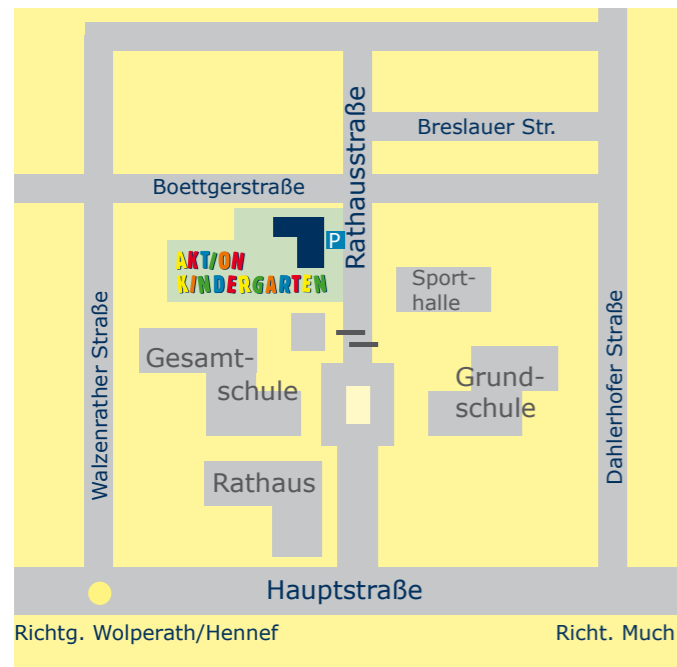 Breslauer Str.
Rathausstraße
Boettgerstraße
P
AKTION
KINDERGARTEN
Sport-
halle
Walzenrather Straße
Gesamt-
schule
Grund-
schule
Dahlerhofer Straße
Rathaus
Hauptstraße
Richtg. Wolperath/Hennef
Richt. Much